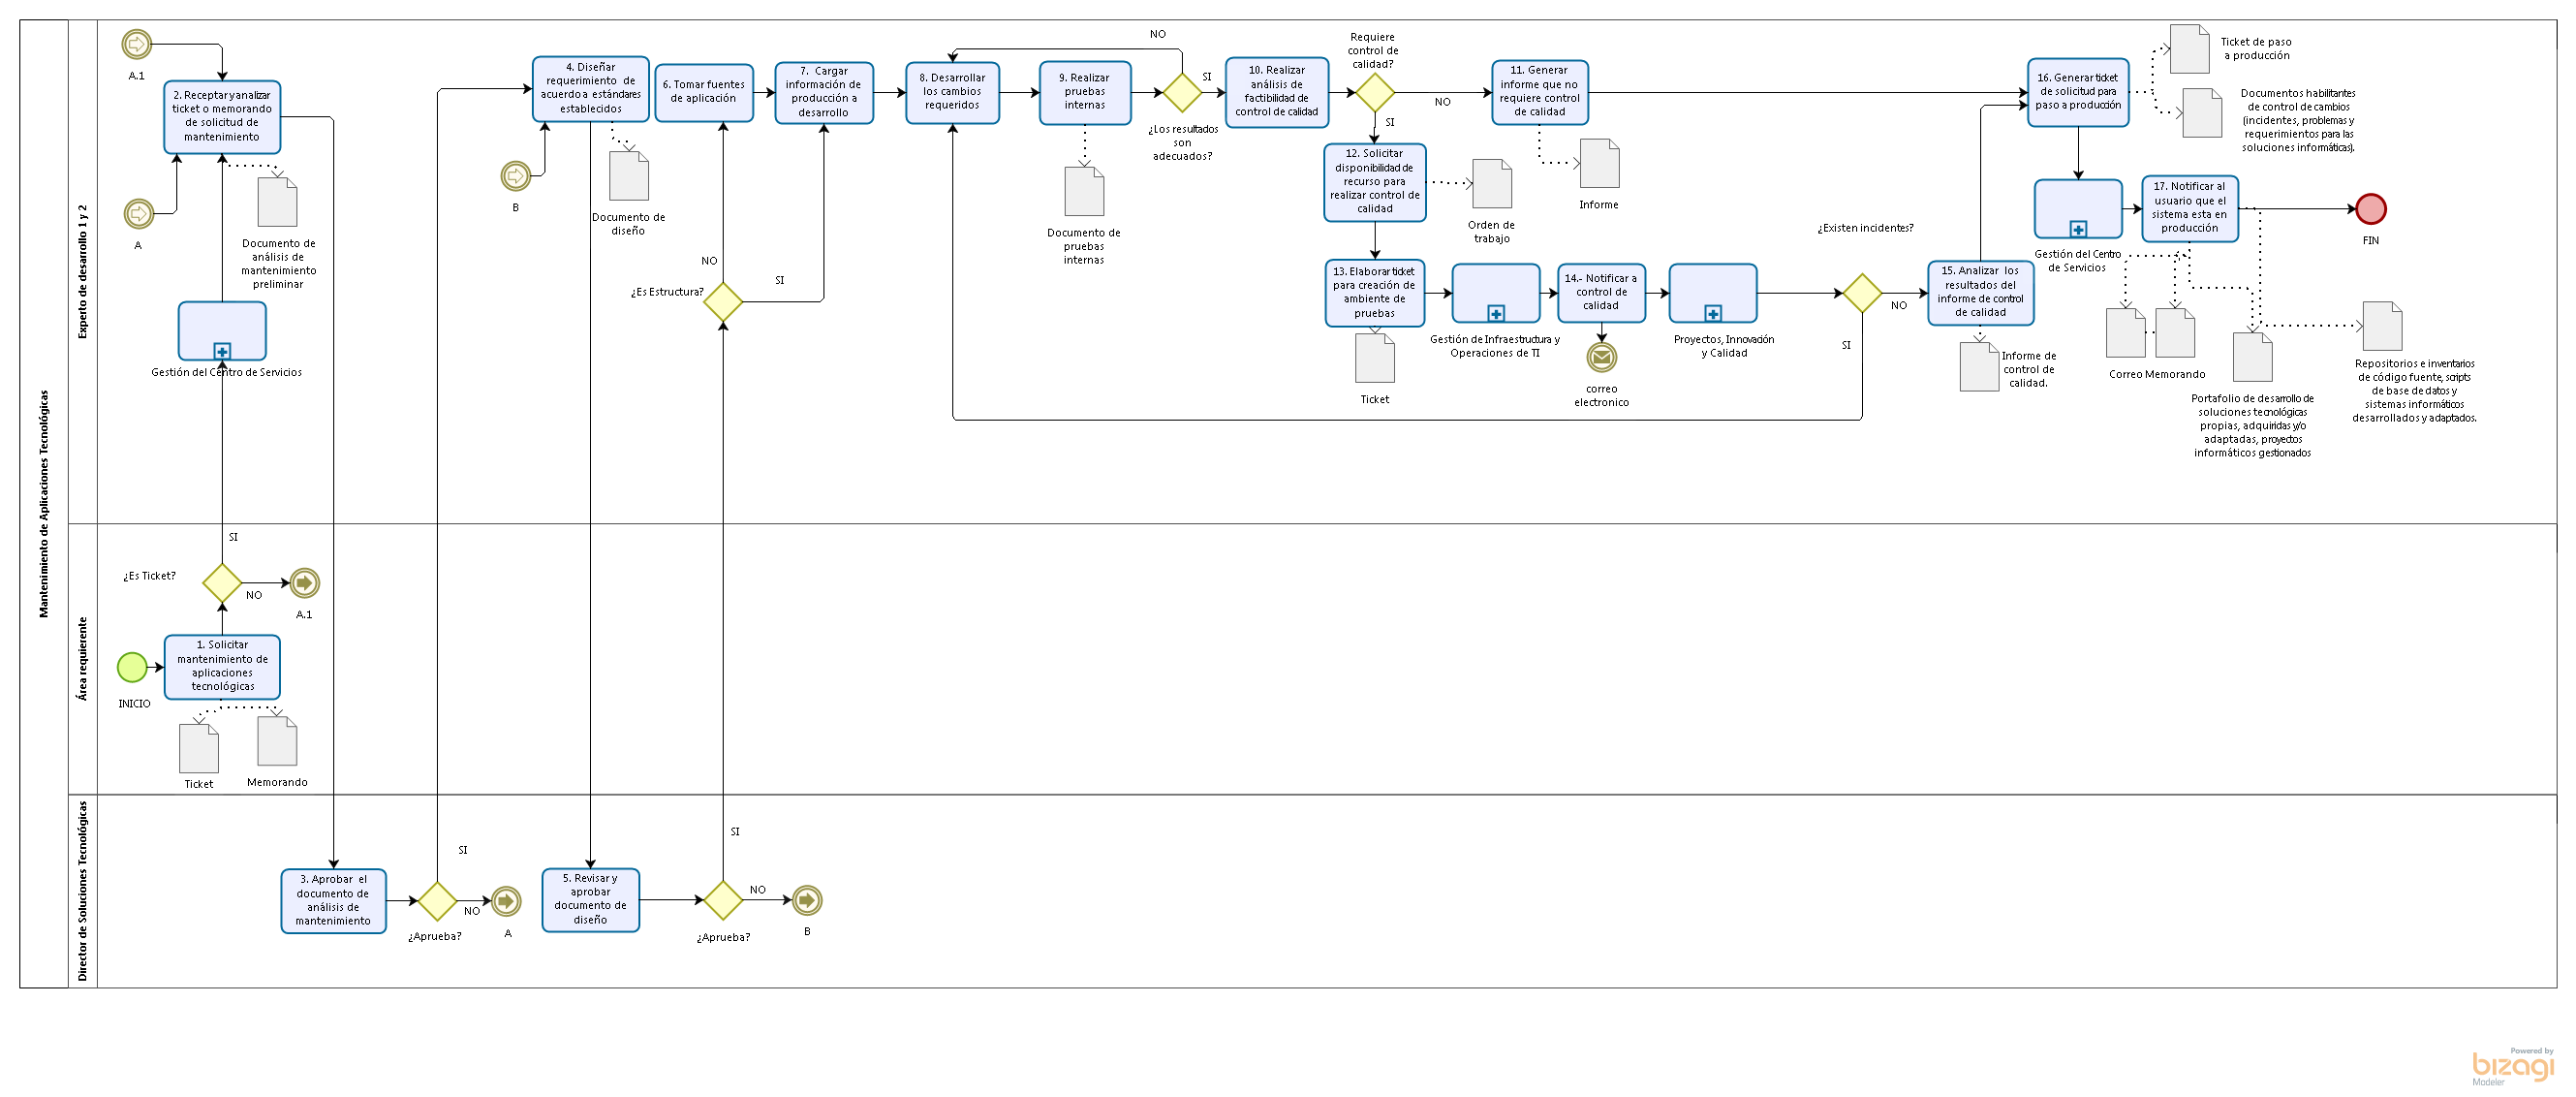 Mantenimiento de Aplicaciones Tecnológicas
Experto de desarrollo 1 y 2
A.1
2. Receptar y analizar
ticket o memorando
de solicitud de
mantenimiento
A
Documento de
análisis de
mantenimiento
preliminar
Gestión del Centro de Servicios
4. Diseñar
requerimiento de
acuerdo a estándares
establecidos
B
Documento de
diseño
6. Tomar fuentes
de aplicación
7. Cargar
información de
producción a
desarrollo
NO
¿Es Estructura?
SI
8. Desarrollar
los cambios
requeridos
9. Realizar
pruebas
internas
Documento de
pruebas
internas
NO
SI
¿Los resultados
son
adecuados?
10. Realizar
análisis de
factibilidad de
control de calidad
Requiere
control de
calidad?
NO
SI
11. Generar
informe que no
requiere control
de calidad
Informe
12. Solicitar
disponibilidad de
recurso para
realizar control de
calidad
Orden de
trabajo
13. Elaborar ticket
para creación de
ambiente de
pruebas
Ticket
Gestión de Infraestructura y
Operaciones de TI
14.- Notificar a
control de
calidad
correo
electronico
Proyectos, Innovación
y Calidad
¿Existen incidentes?
NO
SI
15. Analizar los
resultados del
informe de control
de calidad
Informe de
control de
calidad.
16. Generar ticket
de solicitud para
paso a producción
Ticket de paso
a producción
Documentos habilitantes
de control de cambios
(incidentes, problemas y
requerimientos para las
soluciones informáticas).
Gestión del Centro
de Servicios
17. Notificar al
usuario que el
sistema esta en
producción
FIN
Correo
Memorando
Portafolio de desarrollo de
soluciones tecnológicas
propias, adquiridas y/o
adaptadas, proyectos
informáticos gestionados
Repositorios e inventarios
de código fuente, scripts
de base de datos y
sistemas informáticos
desarrollados y adaptados.
Área requierente
SI
¿Es Ticket?
NO
A.1
INICIO
1. Solicitar
mantenimiento de
aplicaciones
tecnológicas
Ticket
Memorando
Director de Soluciones Tecnológicas
3. Aprobar el
documento de
análisis de
mantenimiento
SI
NO
¿Aprueba?
A
5. Revisar y
aprobar
documento de
diseño
SI
NO
¿Aprueba?
B
Powered by
bizagi
Modeler